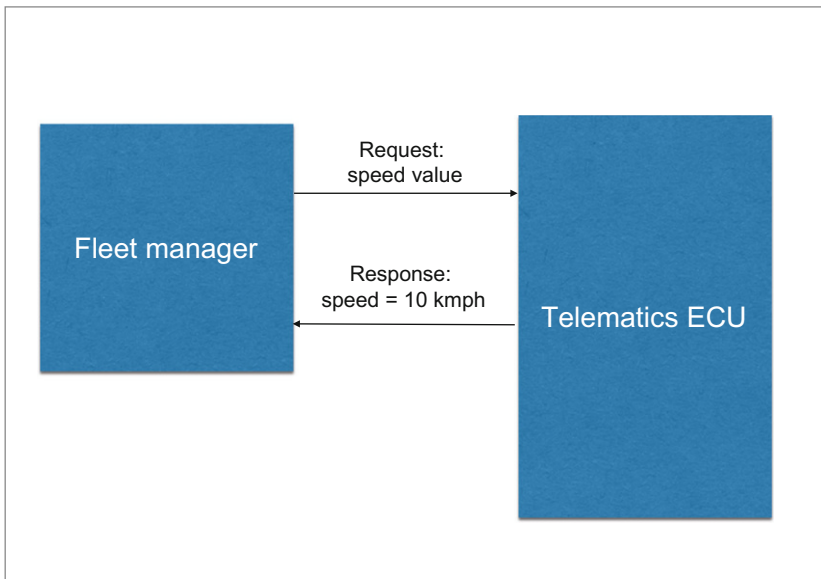 Fleet manager
Request:
speed value
Response:
speed = 10 kmph
Telematics ECU